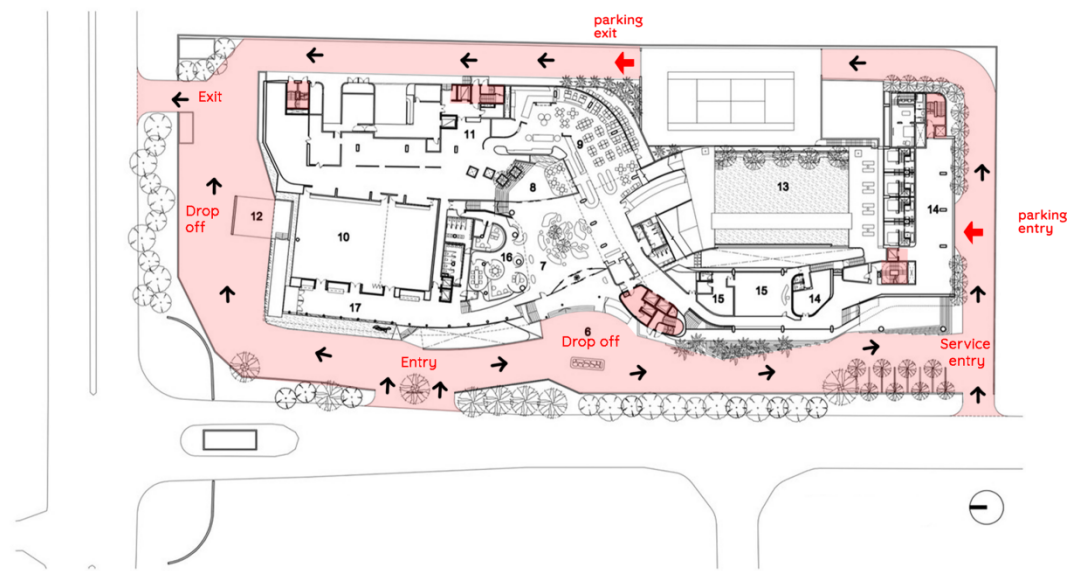 parking
exit
Exit
11
9
8
13
Drop
off
12
14
parking
entry
10
16
7
15
15
14
17
6
Drop off
Service
entry
Entry